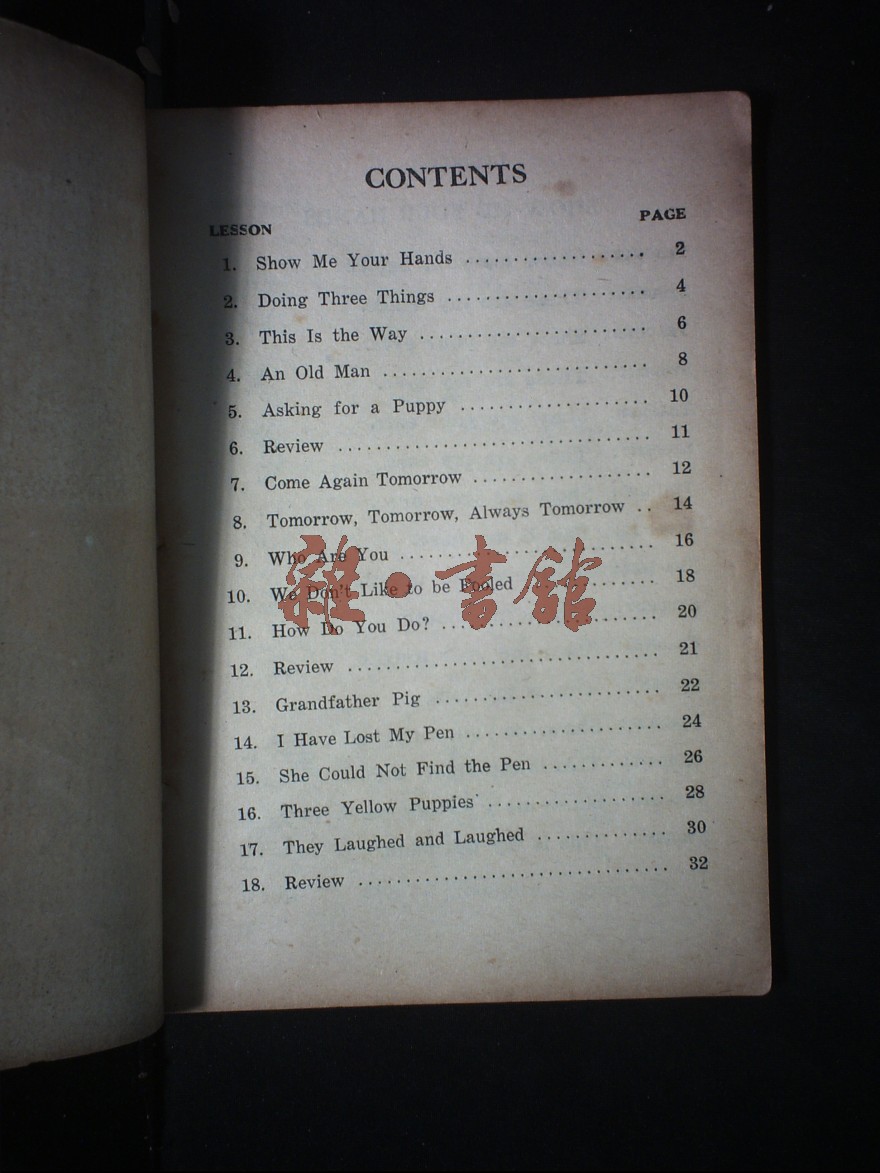 CONTENTS
LESSON PAGE
1. Show Me Your Hands ................... 2
2. Doing Three Things ..................... 4
3. This Is the Way ........................ 6
4. An Old Man ............................ 8
5. Asking for a Puppy .................... 10
6. Review ................................. 11
7. Come Again Tomorrow ................... 12
8. Tomorrow, Tomorrow, Always Tomorrow .. 14
9. Who Are You ........................... 16
10. We Don't Like to be Fooled .............. 18
11. How Do You Do? ....................... 20
12. Review ................................. 21
13. Grandfather Pig ........................ 22
14. I Have Lost My Pen ..................... 24
15. She Could Not Find the Pen ............. 26
16. Three Yellow Puppies ................... 28
17. They Laughed and Laughed .............. 30
18. Review ................................. 32
雜·書館